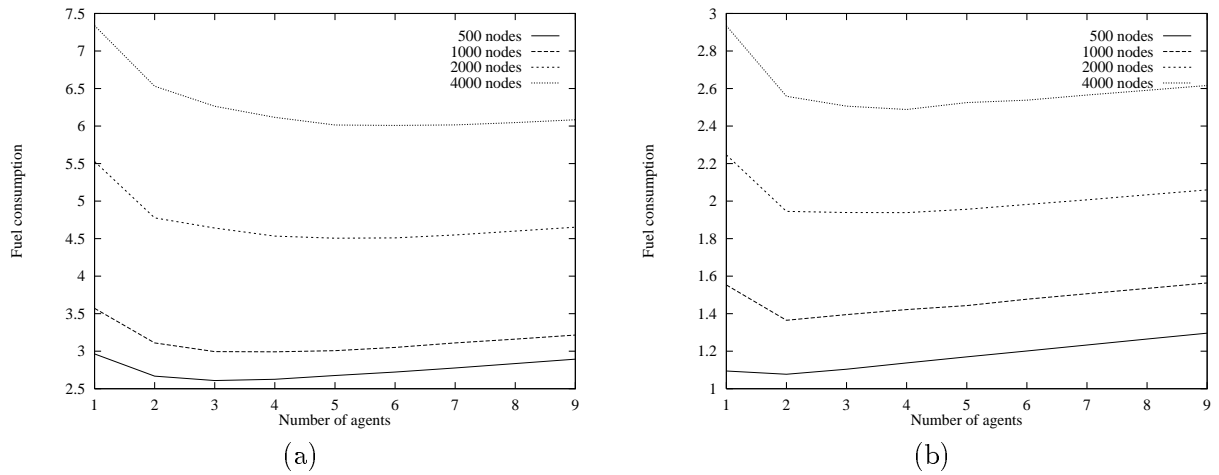 7.5
7
6.5
6
5.5
5
4.5
4
3.5
3
2.5
Fuel consumption
500 nodes
1000 nodes
2000 nodes
4000 nodes
1 2 3 4 5 6 7 8 9
Number of agents
(a)
3
2.8
2.6
2.4
2.2
2
1.8
1.6
1.4
1.2
1
Fuel consumption
500 nodes
1000 nodes
2000 nodes
4000 nodes
1 2 3 4 5 6 7 8 9
Number of agents
(b)